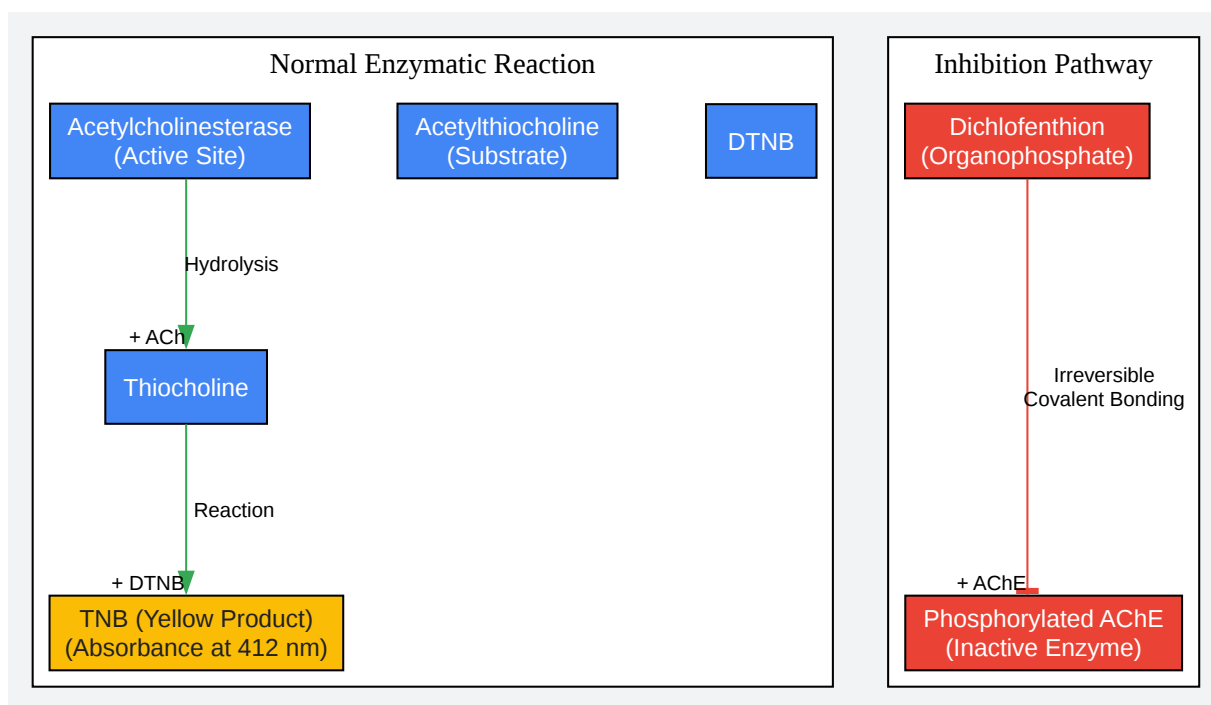 Normal Enzymatic Reaction
Acetylcholinesterase
(Active Site)
Acetylthiocholine
(Substrate)
DTNB
Hydrolysis
+ ACh
Thiocholine
Reaction
+ DTNB
TNB (Yellow Product)
(Absorbance at 412 nm)
Inhibition Pathway
Dichlofenthion
(Organophosphate)
Irreversible
Covalent Bonding
+ AChE
Phosphorylated AChE
(Inactive Enzyme)